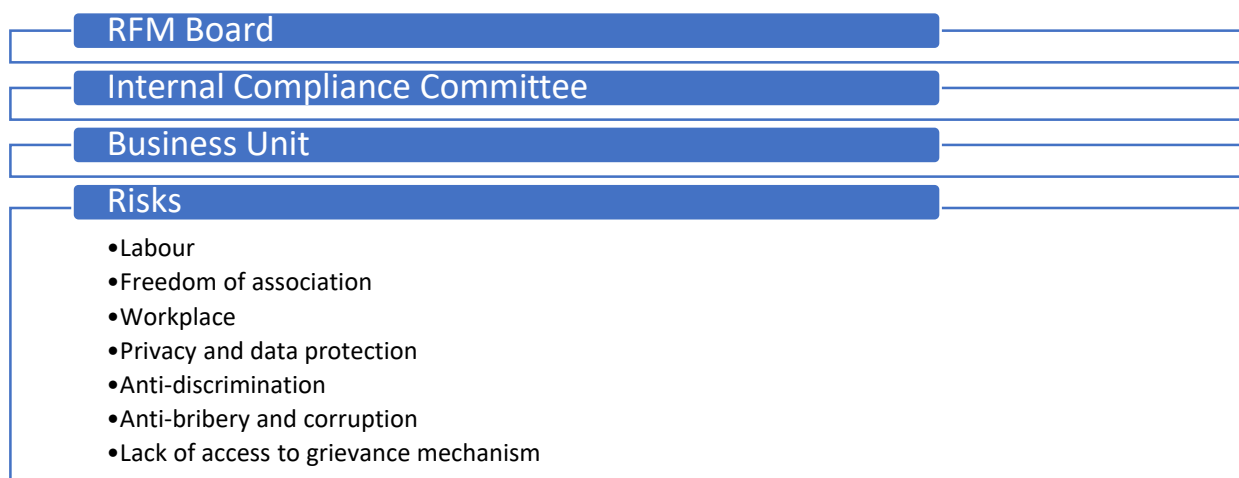 RFM Board
Internal Compliance Committee
Business Unit
Risks
•Labour
•Freedom of association
•Workplace
•Privacy and data protection
•Anti-discrimination
•Anti-bribery and corruption
•Lack of access to grievance mechanism